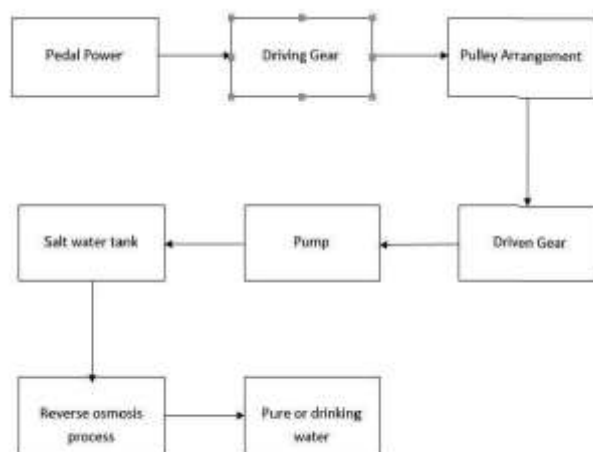 Pedal Power
Driving Gear
Pulley Arrangement
Salt water tank
Pump
Driven Gear
Reverse osmosis
process
Pure or drinking
water